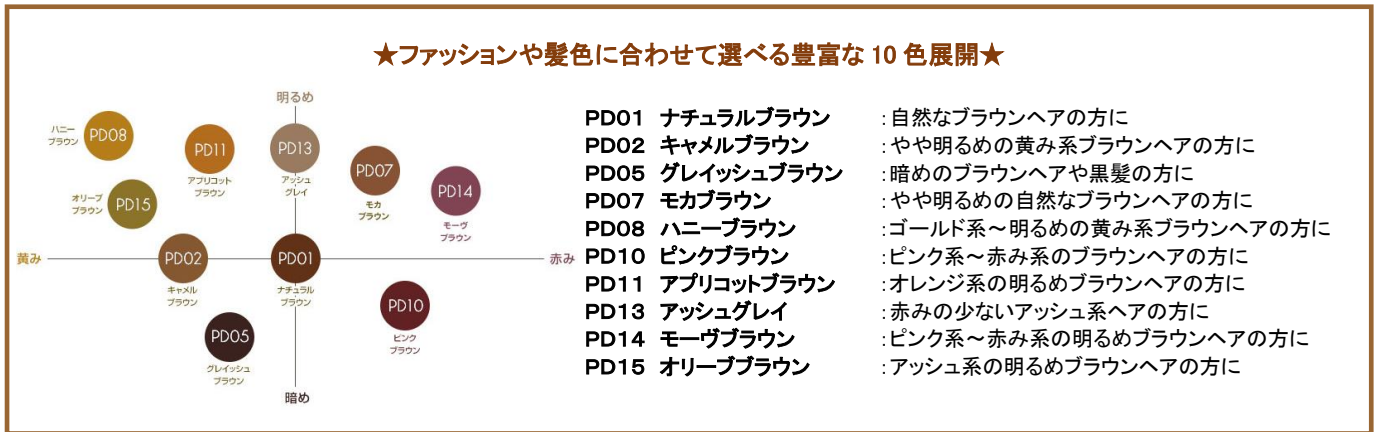 ★ファッションや髪色に合わせて選べる豊富な 10 色展開★
明るめ
ハニー
ブラウン
PD08
PD11
アプリコット
ブラウン
PD13
アッシュ
グレイ
PD07
モカ
ブラウン
PD14
モーヴ
ブラウン
オリーブ
ブラウン
PD15
黄み
PD02
キャメル
ブラウン
PD01
ナチュラル
ブラウン
赤み
PD10
ピンク
ブラウン
PD05
グレイッシュ
ブラウン
暗め
PD01 ナチュラルブラウン :自然なブラウンヘアの方に
PD02 キャメルブラウン :やや明るめの黄み系ブラウンヘアの方に
PD05 グレイッシュブラウン :暗めのブラウンヘアや黒髪の方に
PD07 モカブラウン :やや明るめの自然なブラウンヘアの方に
PD08 ハニーブラウン :ゴールド系~明るめの黄み系ブラウンヘアの方に
PD10 ピンクブラウン :ピンク系~赤み系のブラウンヘアの方に
PD11 アプリコットブラウン :オレンジ系の明るめブラウンヘアの方に
PD13 アッシュグレイ :赤みの少ないアッシュ系ヘアの方に
PD14 モーヴブラウン :ピンク系~赤み系の明るめブラウンヘアの方に
PD15 オリーブブラウン :アッシュ系の明るめブラウンヘアの方に